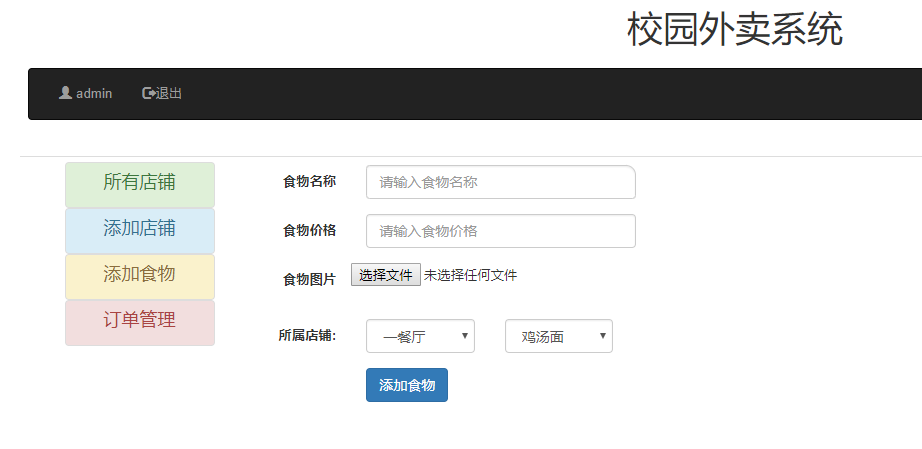 校园外卖系统
admin 退出
所有店铺
添加店铺
添加食物
订单管理
食物名称 请输入食物名称
食物价格 请输入食物价格
食物图片 选择文件 未选择任何文件
所属店铺: 一餐厅 鸡汤面
添加食物